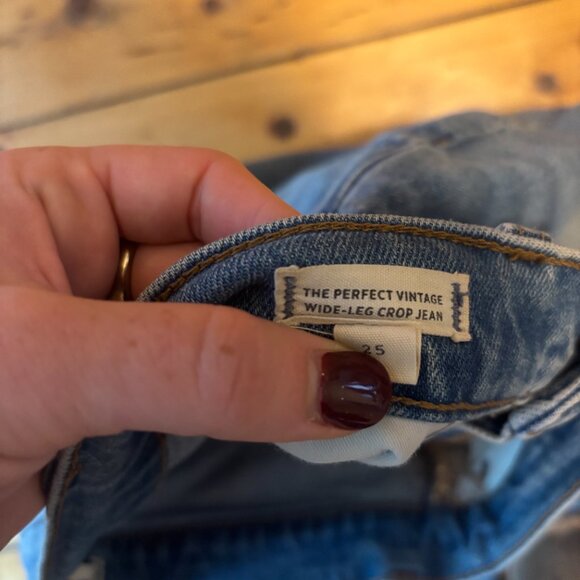 THE PERFECT VINTAGE
WIDE-LEG CROP JEAN
25